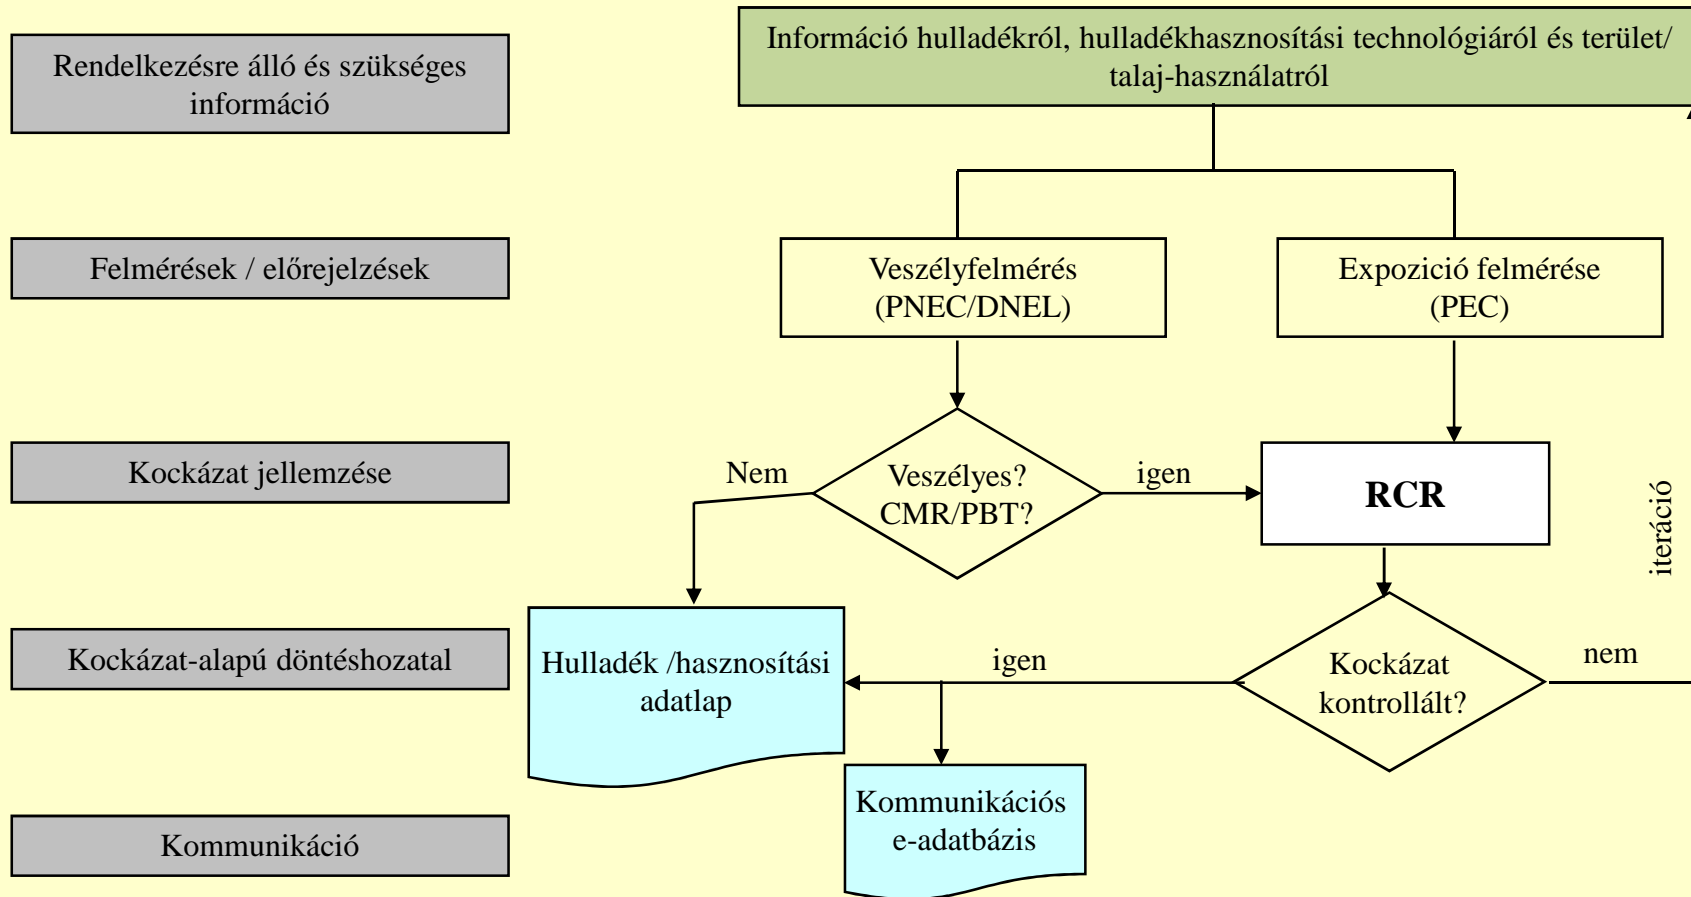 Rendelkezésre álló és szükséges
információ
Információ hulladékról, hulladékhasznosítási technológiáról és terület/
talaj-használatról
Felmérések / előrejelzések
Veszélyfelmérés
(PNEC/DNEL)
Expozició felmérése
(PEC)
Kockázat jellemzése
Nem
Veszélyes?
CMR/PBT?
igen
RCR
iteráció
Kockázat-alapú döntéshozatal
Hulladék /hasznosítási
adatlap
igen
Kockázat
kontrollált?
nem
Kommunikáció
Kommunikációs
e-adatbázis